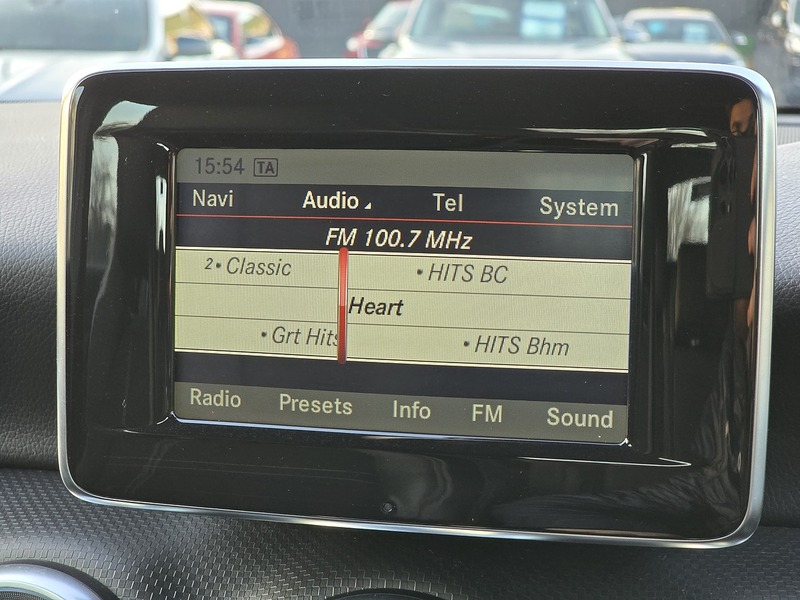 15:54 TA
Navi Audio Tel System
FM 100.7 MHz
2• Classic • HITS BC
Heart
• Grt Hits • HITS Bhm
Radio Presets Info FM Sound